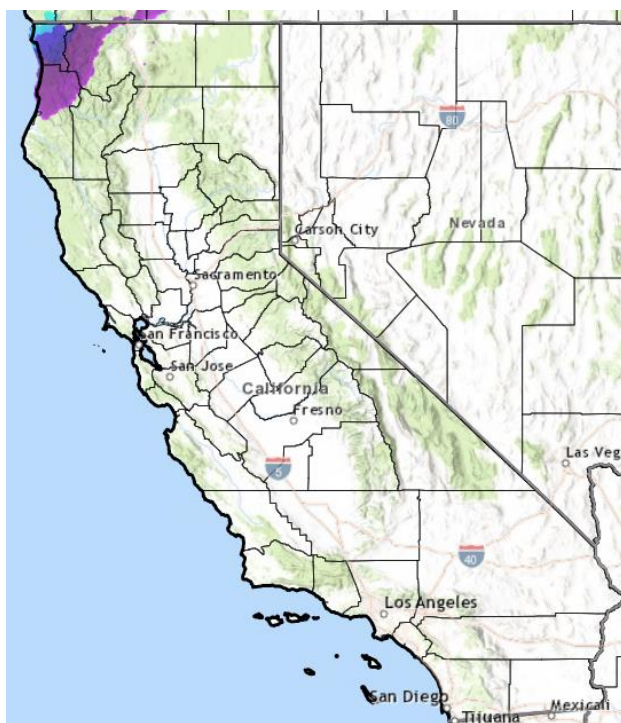 80
Nevada
Carson City
Sacramento
San Francisco
San Jose
California
Fresno
Las Veg
5
40
Los Angeles
San Diego
Tijuana
Mexicali